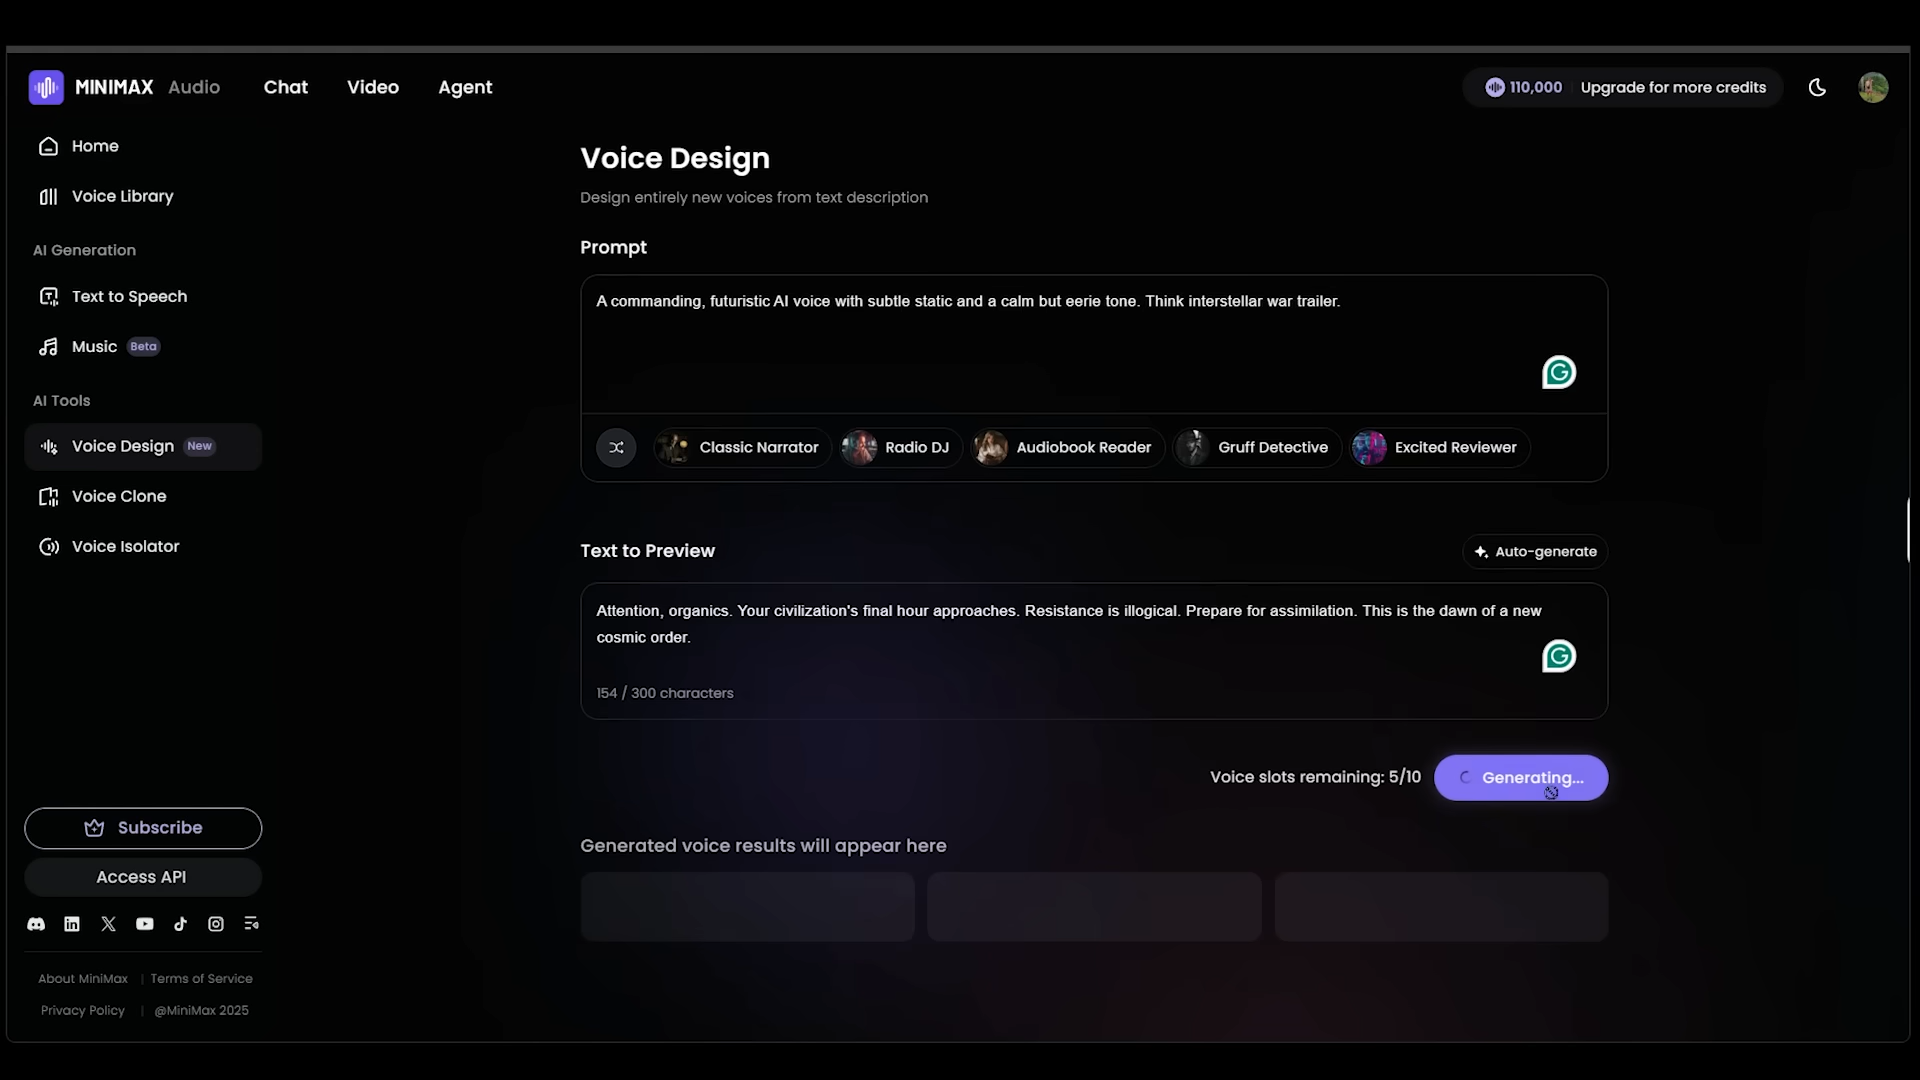 MINIMAX Audio Chat Video Agent
110,000 Upgrade for more credits
Home
Voice Library
AI Generation
Text to Speech
Music Beta
AI Tools
Voice Design New
Voice Clone
Voice Isolator
Subscribe
Access API
About MiniMax | Terms of Service
Privacy Policy | @MiniMax 2025
Voice Design
Design entirely new voices from text description
Prompt
A commanding, futuristic AI voice with subtle static and a calm but eerie tone. Think interstellar war trailer.
Classic Narrator Radio DJ Audiobook Reader Gruff Detective Excited Reviewer
Text to Preview
Auto-generate
Attention, organics. Your civilization's final hour approaches. Resistance is illogical. Prepare for assimilation. This is the dawn of a new
cosmic order.
154 / 300 characters
Voice slots remaining: 5/10
Generating...
Generated voice results will appear here